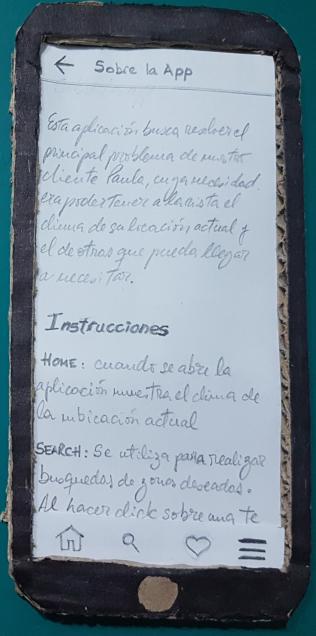 ← Sobre la App
Esta aplicación busca resolver el
principal problema de nuestro
cliente Paula, cuya necesidad
era poder tener a la vista el
clima de su ubicación actual y
el de otros que pueda llegar
a necesitar.
Instrucciones
HOME: cuando se abre la
aplicación muestra el clima de
la ubicación actual
SEARCH: Se utiliza para realizar
busquedas de zonas deseadas.
Al hacer click sobre una te